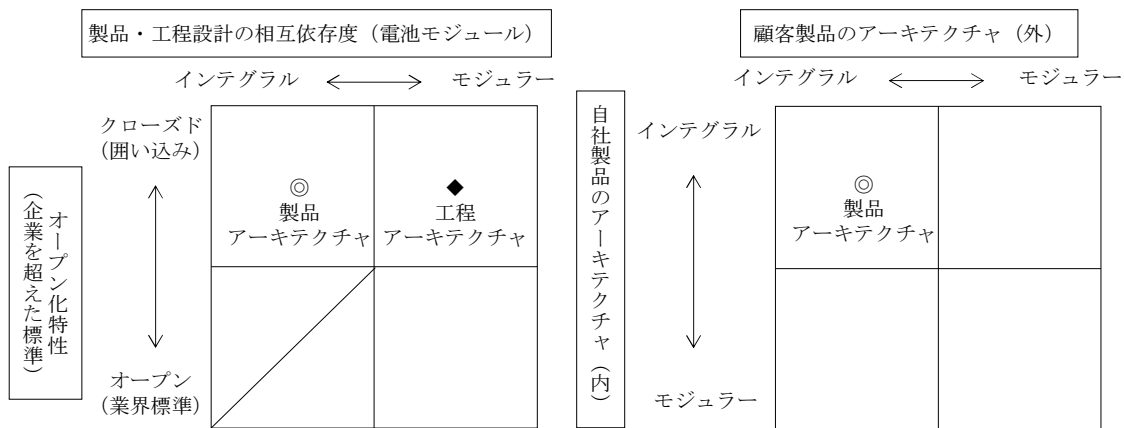 製品・工程設計の相互依存度（電池モジュール）
インテグラル
モジュラー
オープン化特性
（企業を超えた標準）
クローズド
（囲い込み）
オープン
（業界標準）
◎
製品
アーキテクチャ
◆
工程
アーキテクチャ
顧客製品のアーキテクチャ（外）
インテグラル
モジュラー
自社製品のアーキテクチャ（内）
インテグラル
モジュラー
◎
製品
アーキテクチャ